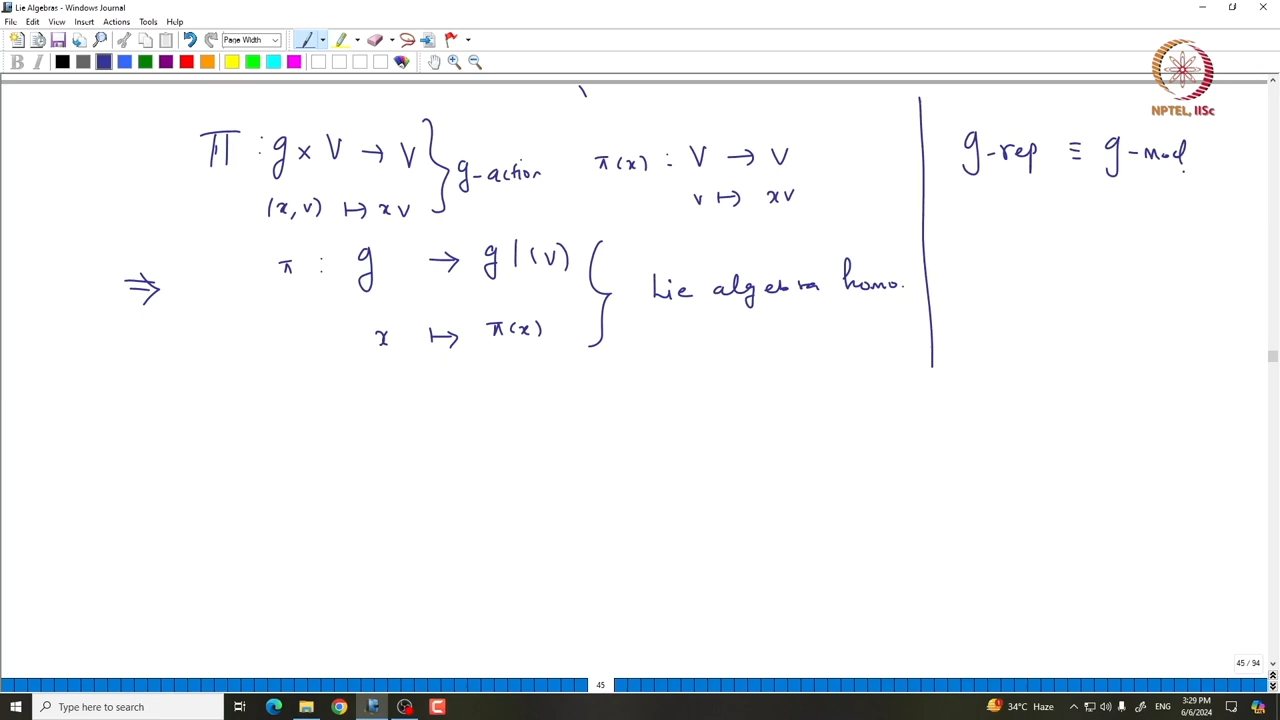 Lie Algebras - Windows Journal
File Edit View Insert Actions Tools Help
Page Width
B I
NPTEL, IISc
Π : g × V → V } g-action
(x, v) ↦ x v
π(x) : V → V
v ↦ xv
g-rep ≡ g-mod.
⇒ π : g → gl(V) } Lie algebra homo.
x ↦ π(x)
45 / 94
45
Type here to search
34°C Haze
3:29 PM
6/6/2024